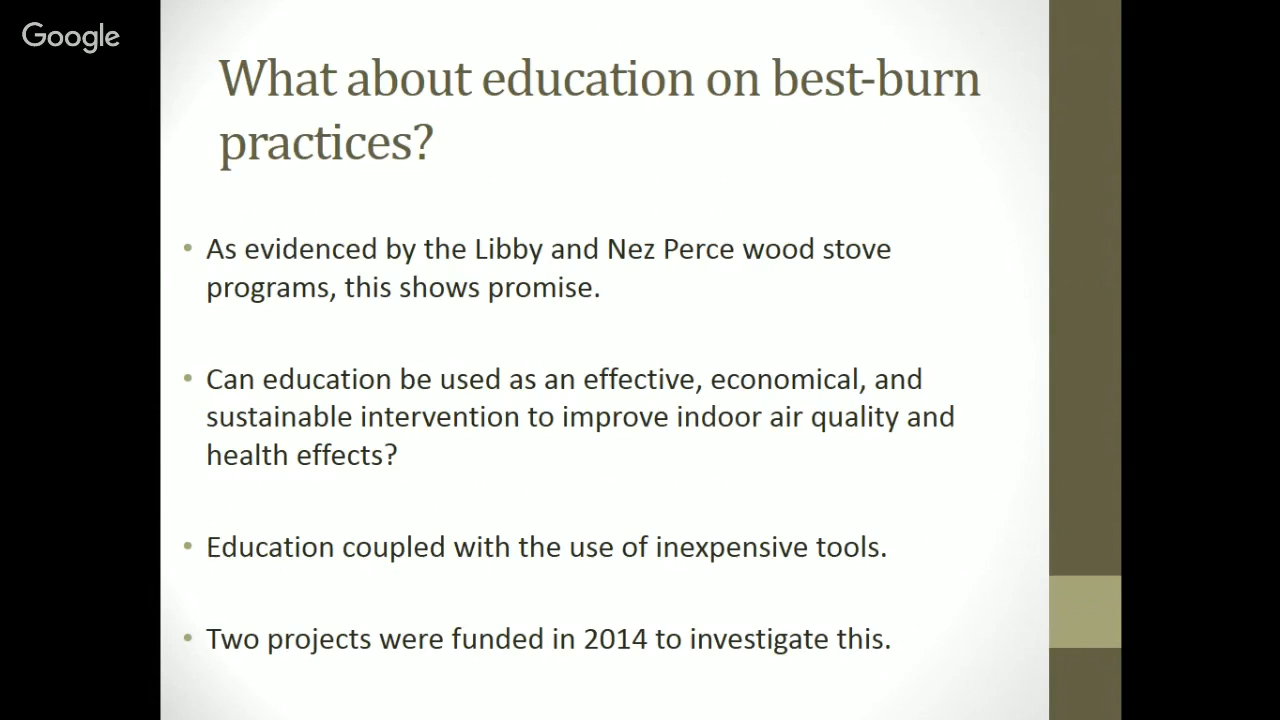 Google
What about education on best-burn
practices?
• As evidenced by the Libby and Nez Perce wood stove
programs, this shows promise.
• Can education be used as an effective, economical, and
sustainable intervention to improve indoor air quality and
health effects?
• Education coupled with the use of inexpensive tools.
• Two projects were funded in 2014 to investigate this.